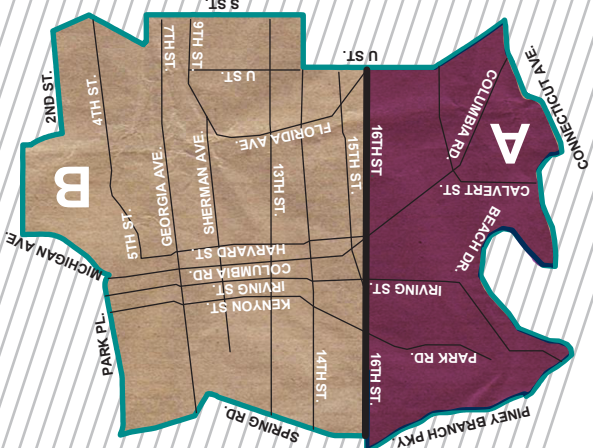 S ST.
U ST.
7TH ST.
9TH ST.
U ST.
2ND ST.
4TH ST.
COLUMBIA RD.
CONNECTICUT AVE.
A
FLORIDA AVE.
16TH ST
15TH ST.
SHERMAN AVE.
GEORGIA AVE.
13TH ST.
CALVERT ST.
B
5TH ST.
BEACH DR.
MICHIGAN AVE.
HARVARD ST.
COLUMBIA RD.
IRVING ST.
KENYON ST.
IRVING ST.
PARK PL.
PARK RD.
14TH ST.
16TH ST.
SPRING RD.
PINEY BRANCH PKY.